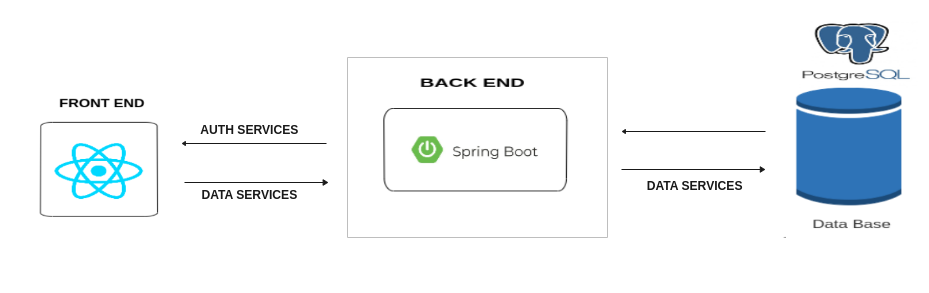 FRONT END
AUTH SERVICES
DATA SERVICES
BACK END
Spring Boot
DATA SERVICES
PostgreSQL
Data Base